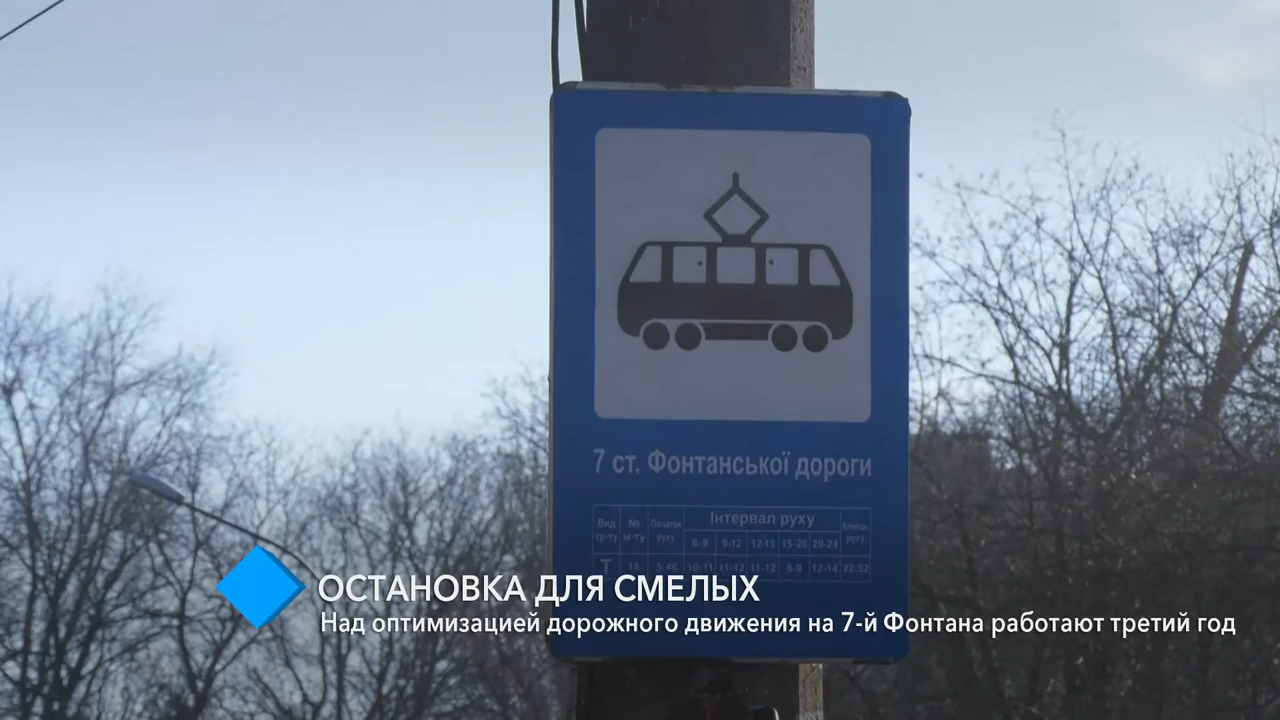 7 ст. Фонтанської дороги
Вид тр-ту № м-ту Початок руху Інтервал руху Кінець руху
6-9 9-12 12-15 15-20 20-24
Т 18 5:46 10-11 11-12 11-12 8-9 12-14 22:52
ОСТАНОВКА ДЛЯ СМЕЛЫХ
Над оптимизацией дорожного движения на 7-й Фонтана работают третий год